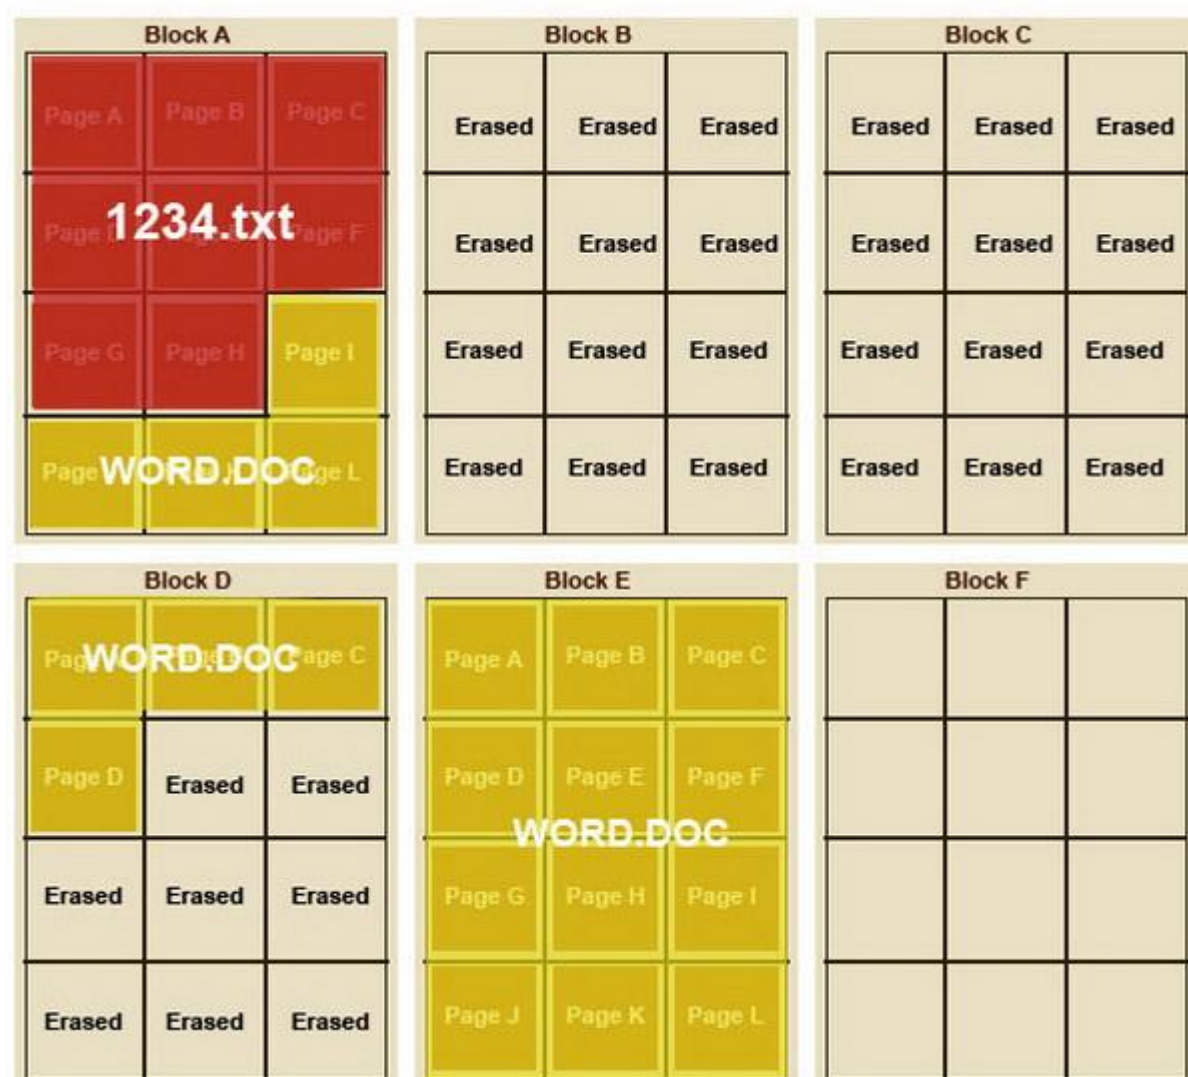 Block A
Block B
Block C
Page A Page B Page C
Erased Erased Erased
Erased Erased Erased
1234.txt
Page F
Erased Erased Erased
Erased Erased Erased
Page G Page H Page I
Erased Erased Erased
Erased Erased Erased
Page WORD.DOC Page L
Erased Erased Erased
Erased Erased Erased
Block D
Block E
Block F
WORD.DOC Page C
Page A Page B Page C
Page D Erased Erased
Page D Page E Page F
WORD.DOC
Erased Erased Erased
Page G Page H Page I
Erased Erased Erased
Page J Page K Page L